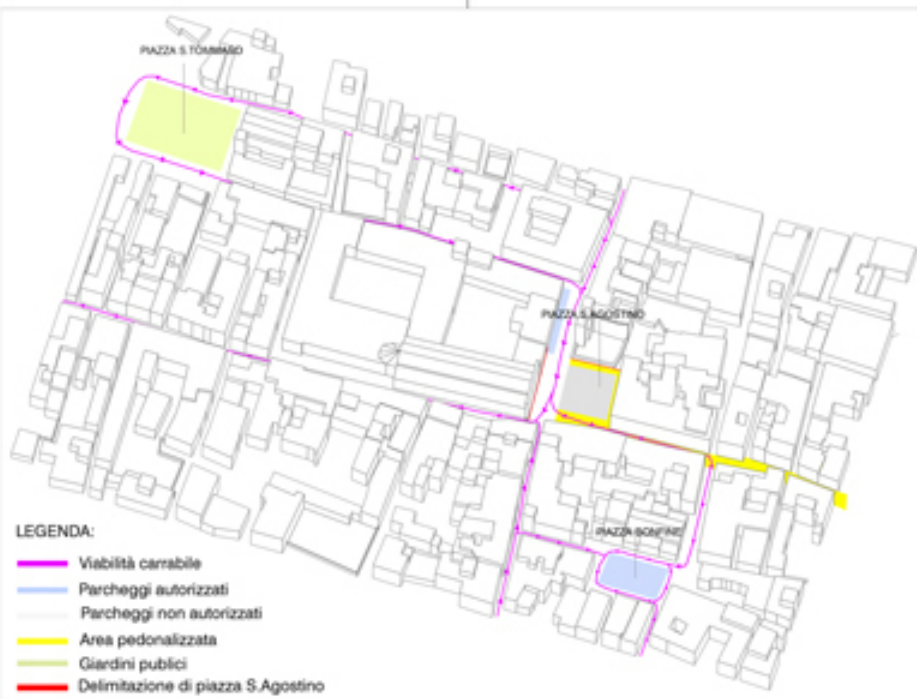 PIAZZA S.TOMMASO
PIAZZA S.AGOSTINO
PIAZZA BONFINE
LEGENDA:
Viabilità carrabile
Parcheggi autorizzati
Parcheggi non autorizzati
Area pedonalizzata
Giardini publici
Delimitazione di piazza S.Agostino